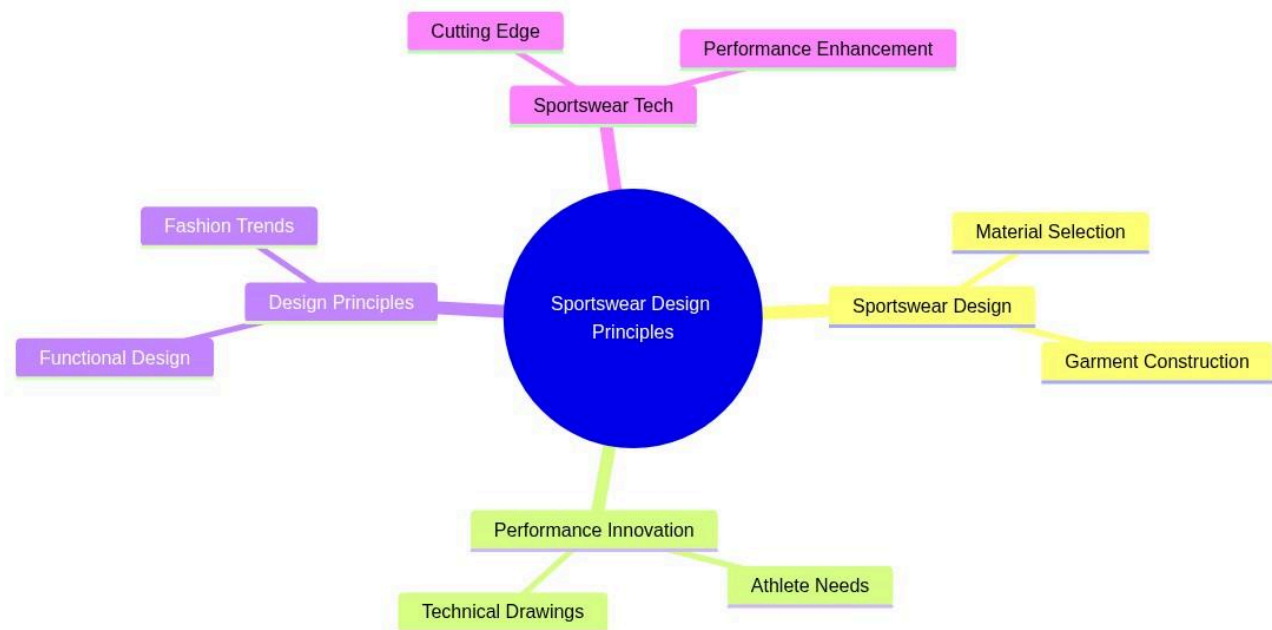 Cutting Edge
Performance Enhancement
Sportswear Tech
Fashion Trends
Design Principles
Functional Design
Sportswear Design
Principles
Material Selection
Sportswear Design
Garment Construction
Performance Innovation
Athlete Needs
Technical Drawings